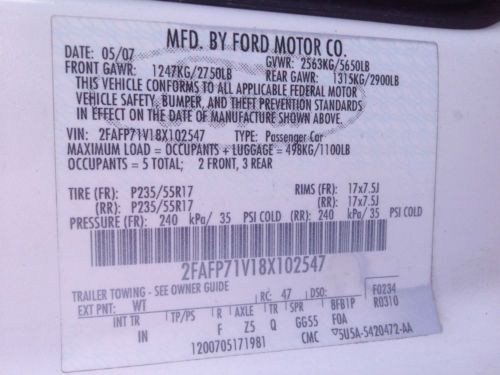 MFD. BY FORD MOTOR CO.
DATE: 05/07 GVWR: 2563KG/5650LB
FRONT GAWR: 1247KG/2750LB REAR GAWR: 1315KG/2900LB
THIS VEHICLE CONFORMS TO ALL APPLICABLE FEDERAL MOTOR
VEHICLE SAFETY, BUMPER, AND THEFT PREVENTION STANDARDS
IN EFFECT ON THE DATE OF MANUFACTURE SHOWN ABOVE.
VIN: 2FAFP71V18X102547 TYPE: Passenger Car
MAXIMUM LOAD = OCCUPANTS + LUGGAGE = 498KG/1100LB
OCCUPANTS = 5 TOTAL; 2 FRONT, 3 REAR
TIRE (FR): P235/55R17 RIMS (FR): 17x7.5J
(RR): P235/55R17 (RR): 17x7.5J
PRESSURE (FR): 240 kPa/ 35 PSI COLD (RR): 240 kPa/ 35 PSI COLD
2FAFP71V18X102547
TRAILER TOWING - SEE OWNER GUIDE
EXT PNT: WT RC: 47 DSO: F0234
INT TR TP/PS R AXLE TR SPR BFB1P R0310
IN F Z5 Q GG55 F0A
1200705171981 CMC 5U5A-5420472-AA